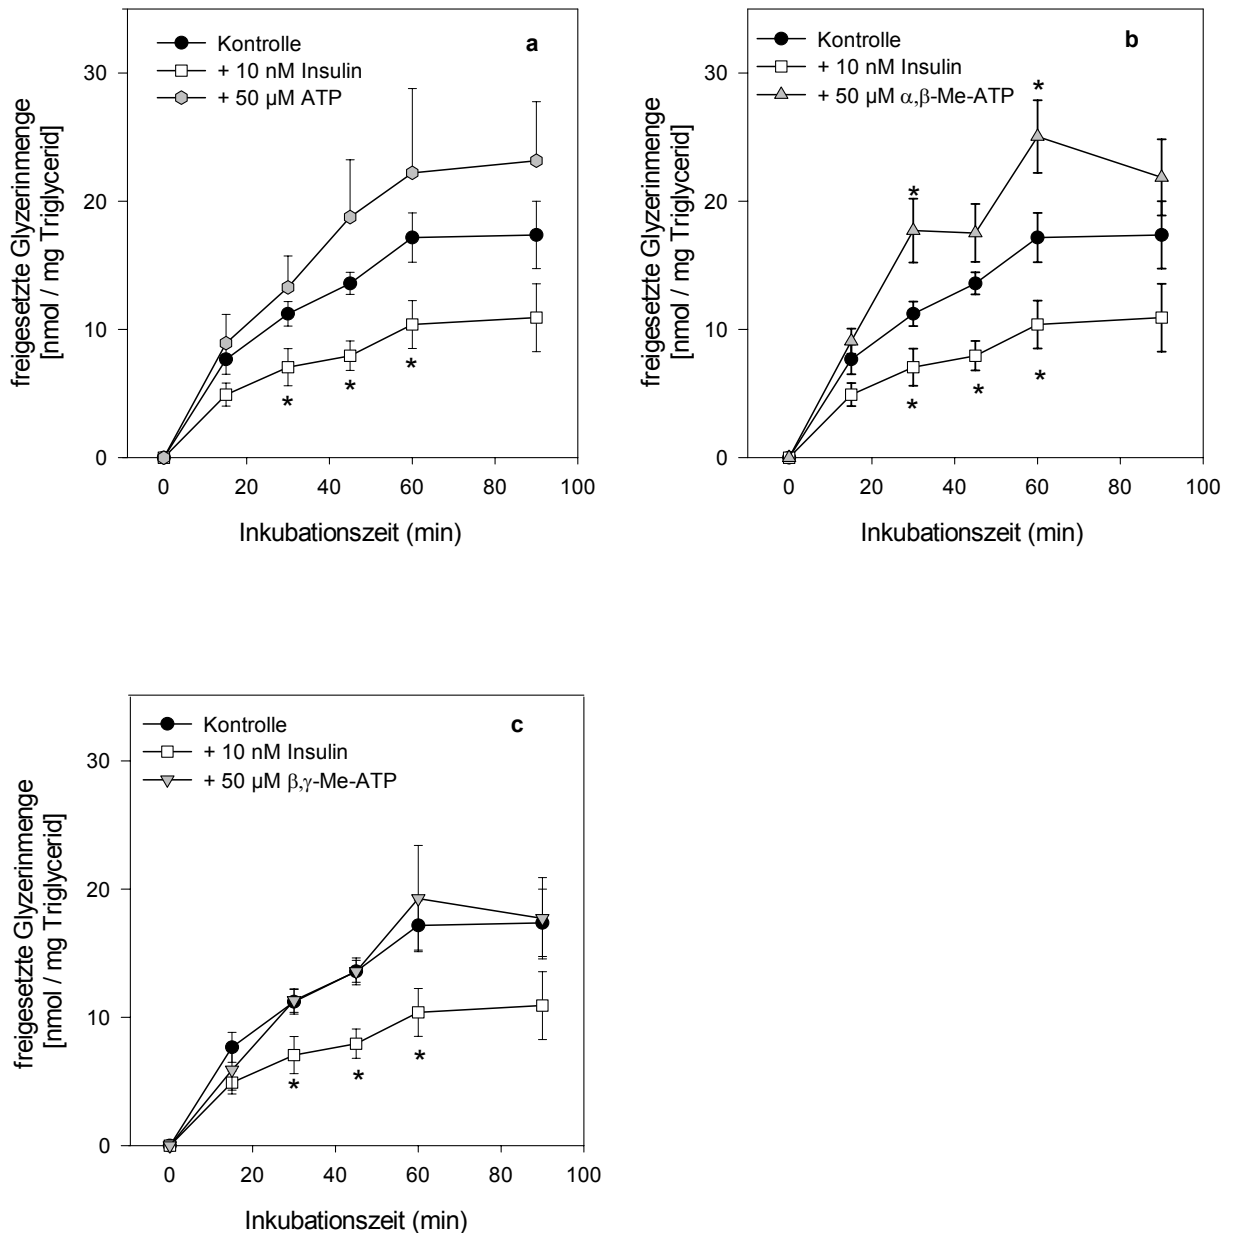 a
Kontrolle
+ 10 nM Insulin
+ 50 µM ATP
freigesetzte Glyzerinmenge
[nmol / mg Triglycerid]
30
20
10
0
*
*
*
0 20 40 60 80 100
Inkubationszeit (min)
b
Kontrolle
+ 10 nM Insulin
+ 50 µM α,β-Me-ATP
freigesetzte Glyzerinmenge
[nmol / mg Triglycerid]
30
20
10
0
*
*
*
*
*
0 20 40 60 80 100
Inkubationszeit (min)
c
Kontrolle
+ 10 nM Insulin
+ 50 µM β,γ-Me-ATP
freigesetzte Glyzerinmenge
[nmol / mg Triglycerid]
30
20
10
0
*
*
*
0 20 40 60 80 100
Inkubationszeit (min)